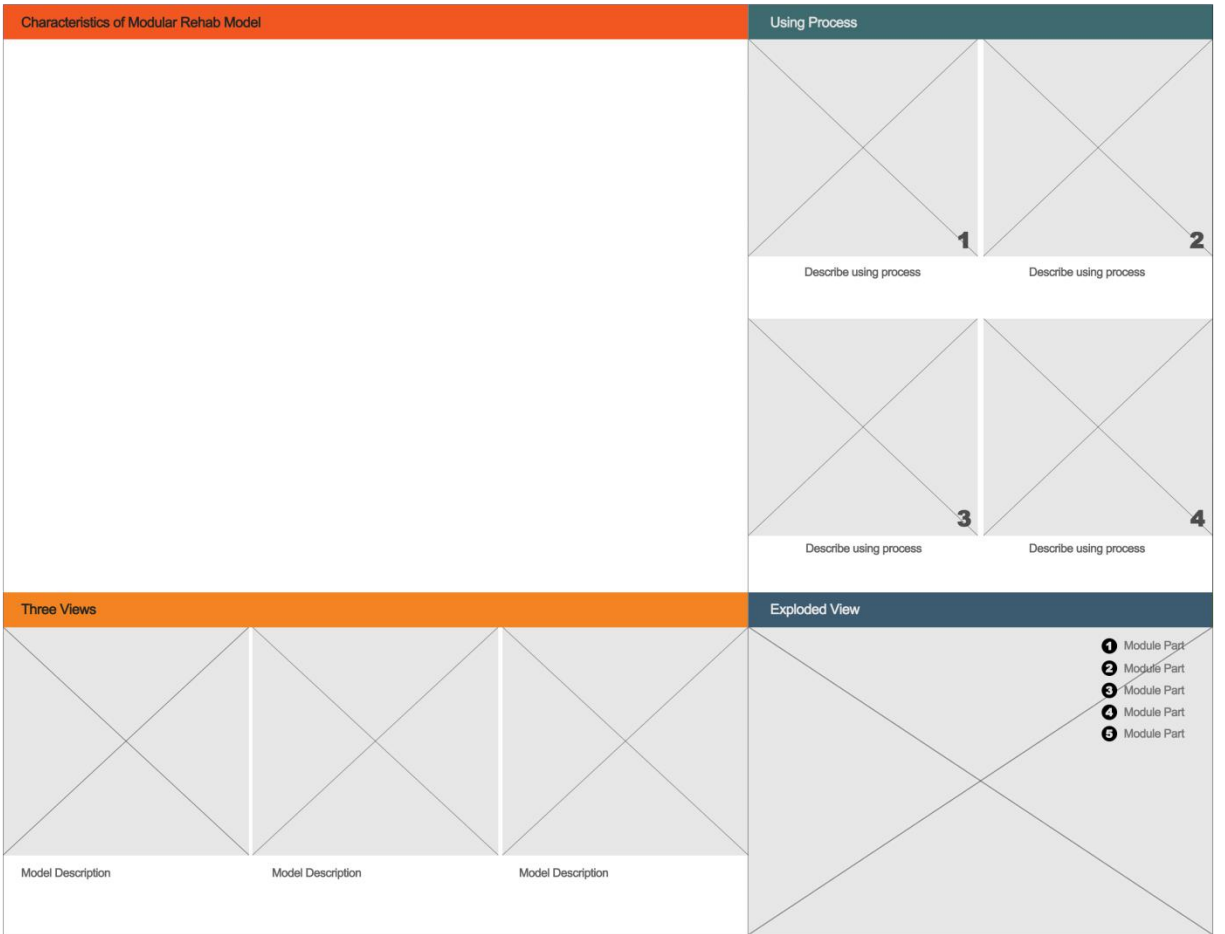 Characteristics of Modular Rehab Model
Using Process
1
2
Describe using process
Describe using process
3
4
Describe using process
Describe using process
Three Views
Model Description
Model Description
Model Description
Exploded View
1 Module Part
2 Module Part
3 Module Part
4 Module Part
5 Module Part